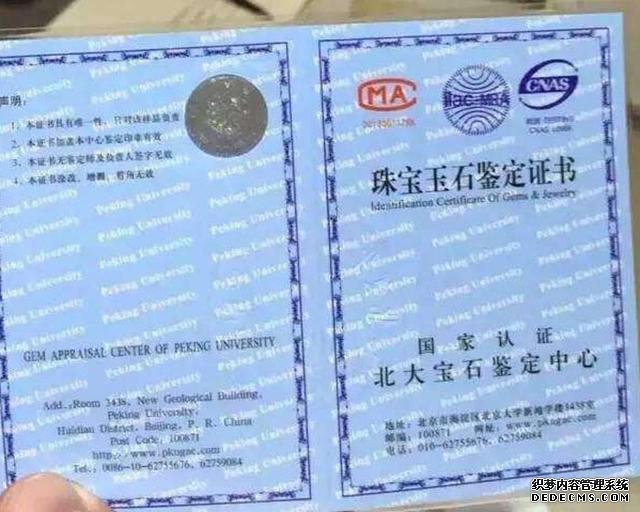 声明：
1、本证书具有唯一性，只对该样品负责
2、本证书加盖本中心鉴定印章有效
3、本证书无鉴定师及负责人签字无效
4、本证书涂改、增删、剪角无效
GEM APPRAISAL CENTER OF PEKING UNIVERSITY
Add.:Room 3438, New Geological Building,
Peking University,
Haidian District, Beijing, P. R. China
Post Code: 100871
http://www.pkugac.com
Tel.: 0086-10-62755676, 62759084
MA
ilac-MRA
CNAS
珠宝玉石鉴定证书
Identification Certificate Of Gems & Jewelry
国家认证
北大宝石鉴定中心
地址: 北京市海淀区北京大学新地学楼3438室
邮编: 100871 网址: www.pkugac.com
电话: 010-62755676, 62759084
Peking University
织梦内容管理系统
DEDECMS.COM